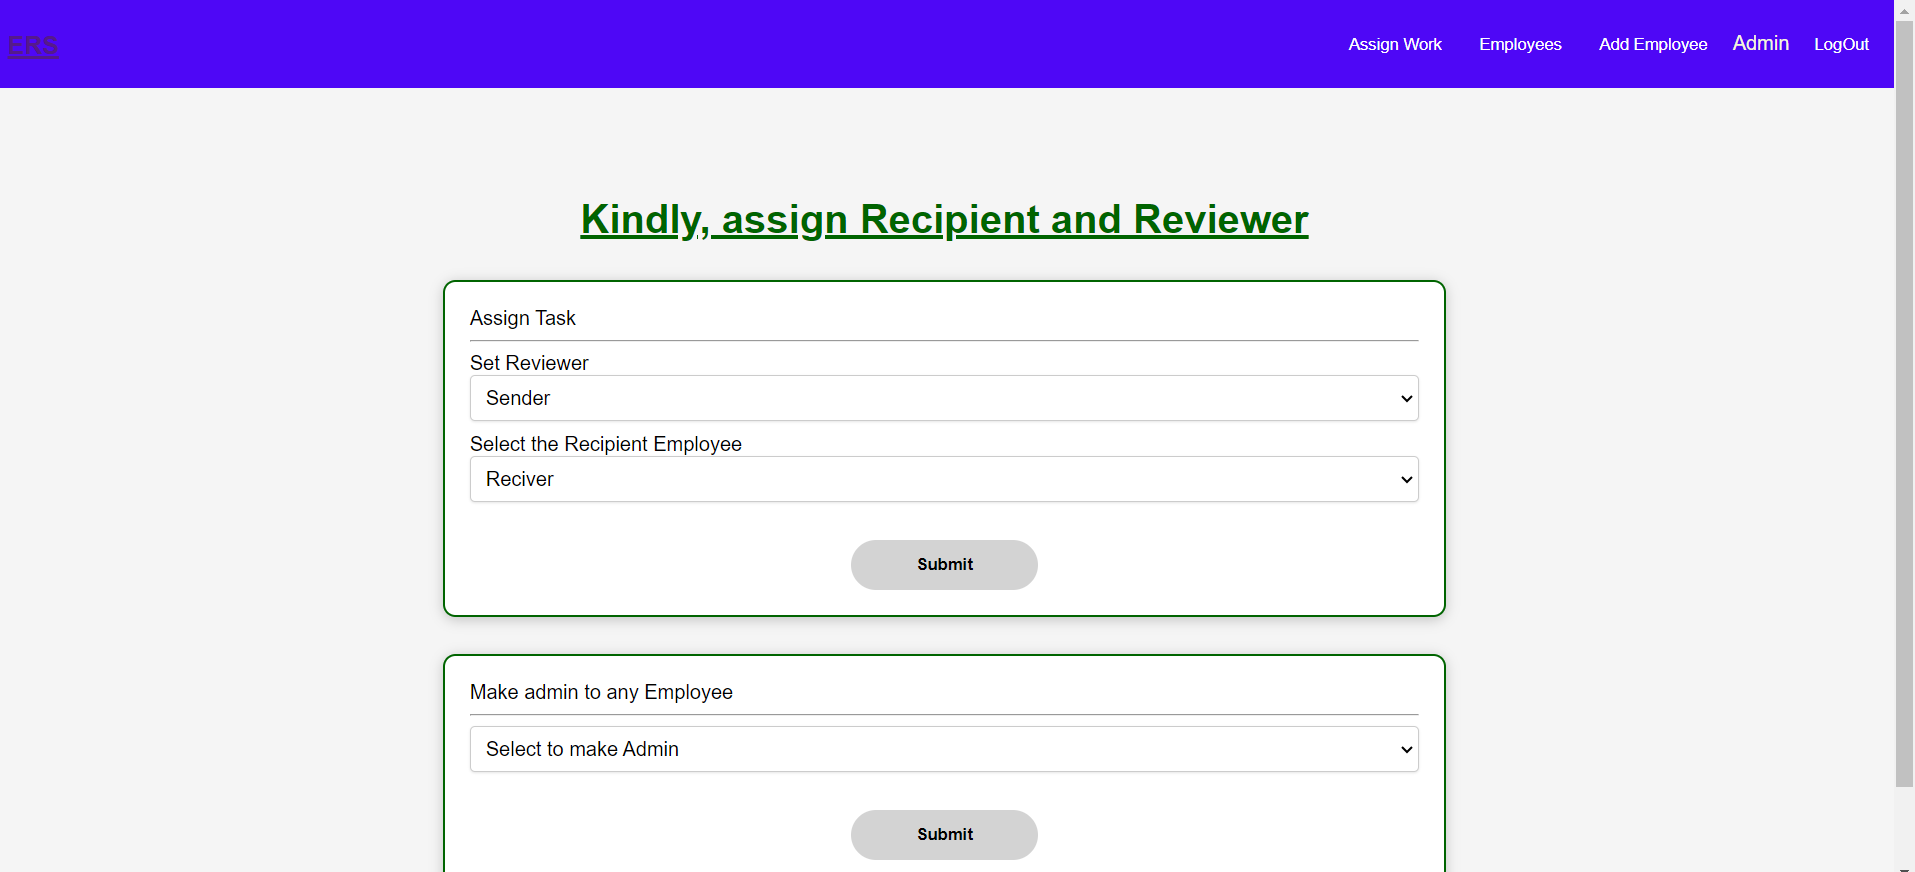 ERS
Assign Work Employees Add Employee Admin LogOut
Kindly, assign Recipient and Reviewer
Assign Task
Set Reviewer
Sender
Select the Recipient Employee
Reciver
Submit
Make admin to any Employee
Select to make Admin
Submit